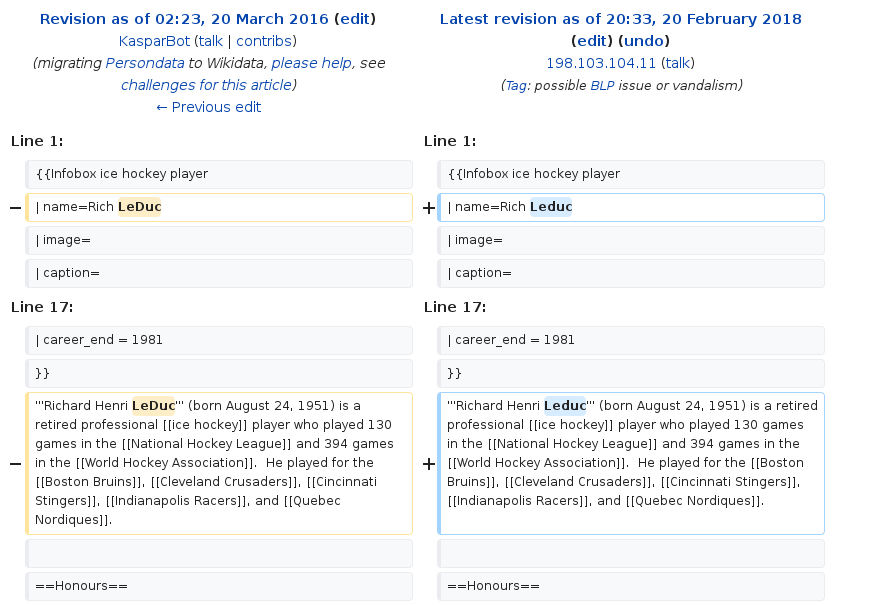 Revision as of 02:23, 20 March 2016 (edit)
KasparBot (talk | contribs)
(migrating Persondata to Wikidata, please help, see
challenges for this article)
← Previous edit
Latest revision as of 20:33, 20 February 2018
(edit) (undo)
198.103.104.11 (talk)
(Tag: possible BLP issue or vandalism)
Line 1:
Line 1:
{{Infobox ice hockey player
{{Infobox ice hockey player
− | name=Rich LeDuc
+ | name=Rich Leduc
| image=
| image=
| caption=
| caption=
Line 17:
Line 17:
| career_end = 1981
| career_end = 1981
}}
}}
'''Richard Henri LeDuc''' (born August 24, 1951) is a
retired professional [[ice hockey]] player who played 130
games in the [[National Hockey League]] and 394 games
− in the [[World Hockey Association]].  He played for the
[[Boston Bruins]], [[Cleveland Crusaders]], [[Cincinnati
Stingers]], [[Indianapolis Racers]], and [[Quebec
Nordiques]].
'''Richard Henri Leduc''' (born August 24, 1951) is a retired
professional [[ice hockey]] player who played 130 games
in the [[National Hockey League]] and 394 games in the
+ [[World Hockey Association]].  He played for the [[Boston
Bruins]], [[Cleveland Crusaders]], [[Cincinnati Stingers]],
[[Indianapolis Racers]], and [[Quebec Nordiques]].
==Honours==
==Honours==